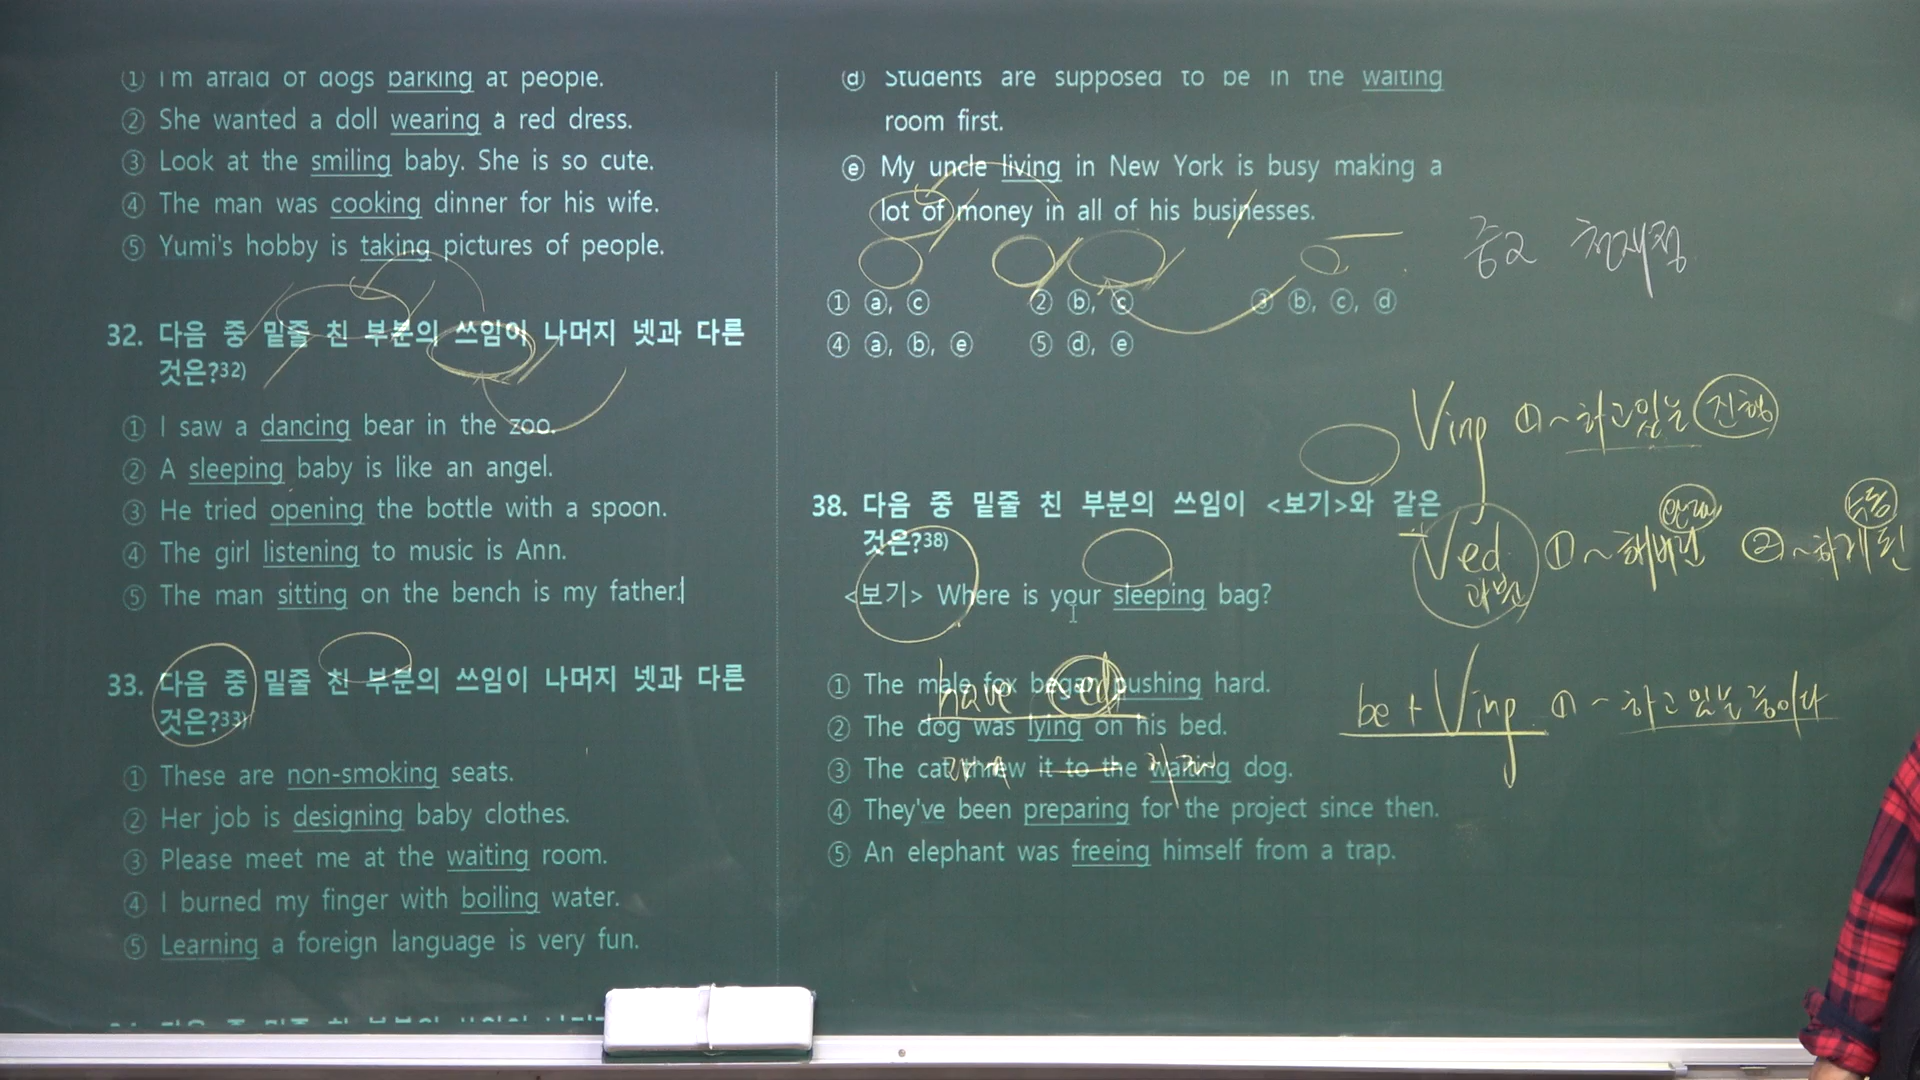 ① I'm afraid of dogs barking at people.
② She wanted a doll wearing a red dress.
③ Look at the smiling baby. She is so cute.
④ The man was cooking dinner for his wife.
⑤ Yumi's hobby is taking pictures of people.
32. 다음 중 밑줄 친 부분의 쓰임이 나머지 넷과 다른
것은?32)
① I saw a dancing bear in the zoo.
② A sleeping baby is like an angel.
③ He tried opening the bottle with a spoon.
④ The girl listening to music is Ann.
⑤ The man sitting on the bench is my father.
33. 다음 중 밑줄 친 부분의 쓰임이 나머지 넷과 다른
것은?33)
① These are non-smoking seats.
② Her job is designing baby clothes.
③ Please meet me at the waiting room.
④ I burned my finger with boiling water.
⑤ Learning a foreign language is very fun.
ⓓ Students are supposed to be in the waiting
room first.
ⓔ My uncle living in New York is busy making a
lot of money in all of his businesses.
① ⓐ, ⓒ ② ⓑ, ⓒ ③ ⓑ, ⓒ, ⓓ
④ ⓐ, ⓑ, ⓔ ⑤ ⓓ, ⓔ
38. 다음 중 밑줄 친 부분의 쓰임이 <보기>와 같은
것은?38)
<보기> Where is your sleeping bag?
① The male fox began pushing hard.
② The dog was lying on his bed.
③ The cat threw it to the waiting dog.
④ They've been preparing for the project since then.
⑤ An elephant was freeing himself from a trap.
have ved
중2 천재정
Ving ① ~하고 있는 진행
Ved ① ~해버린 완료 ② ~하게 된 수동
과분
be + Ving ① ~하고 있는 중이다